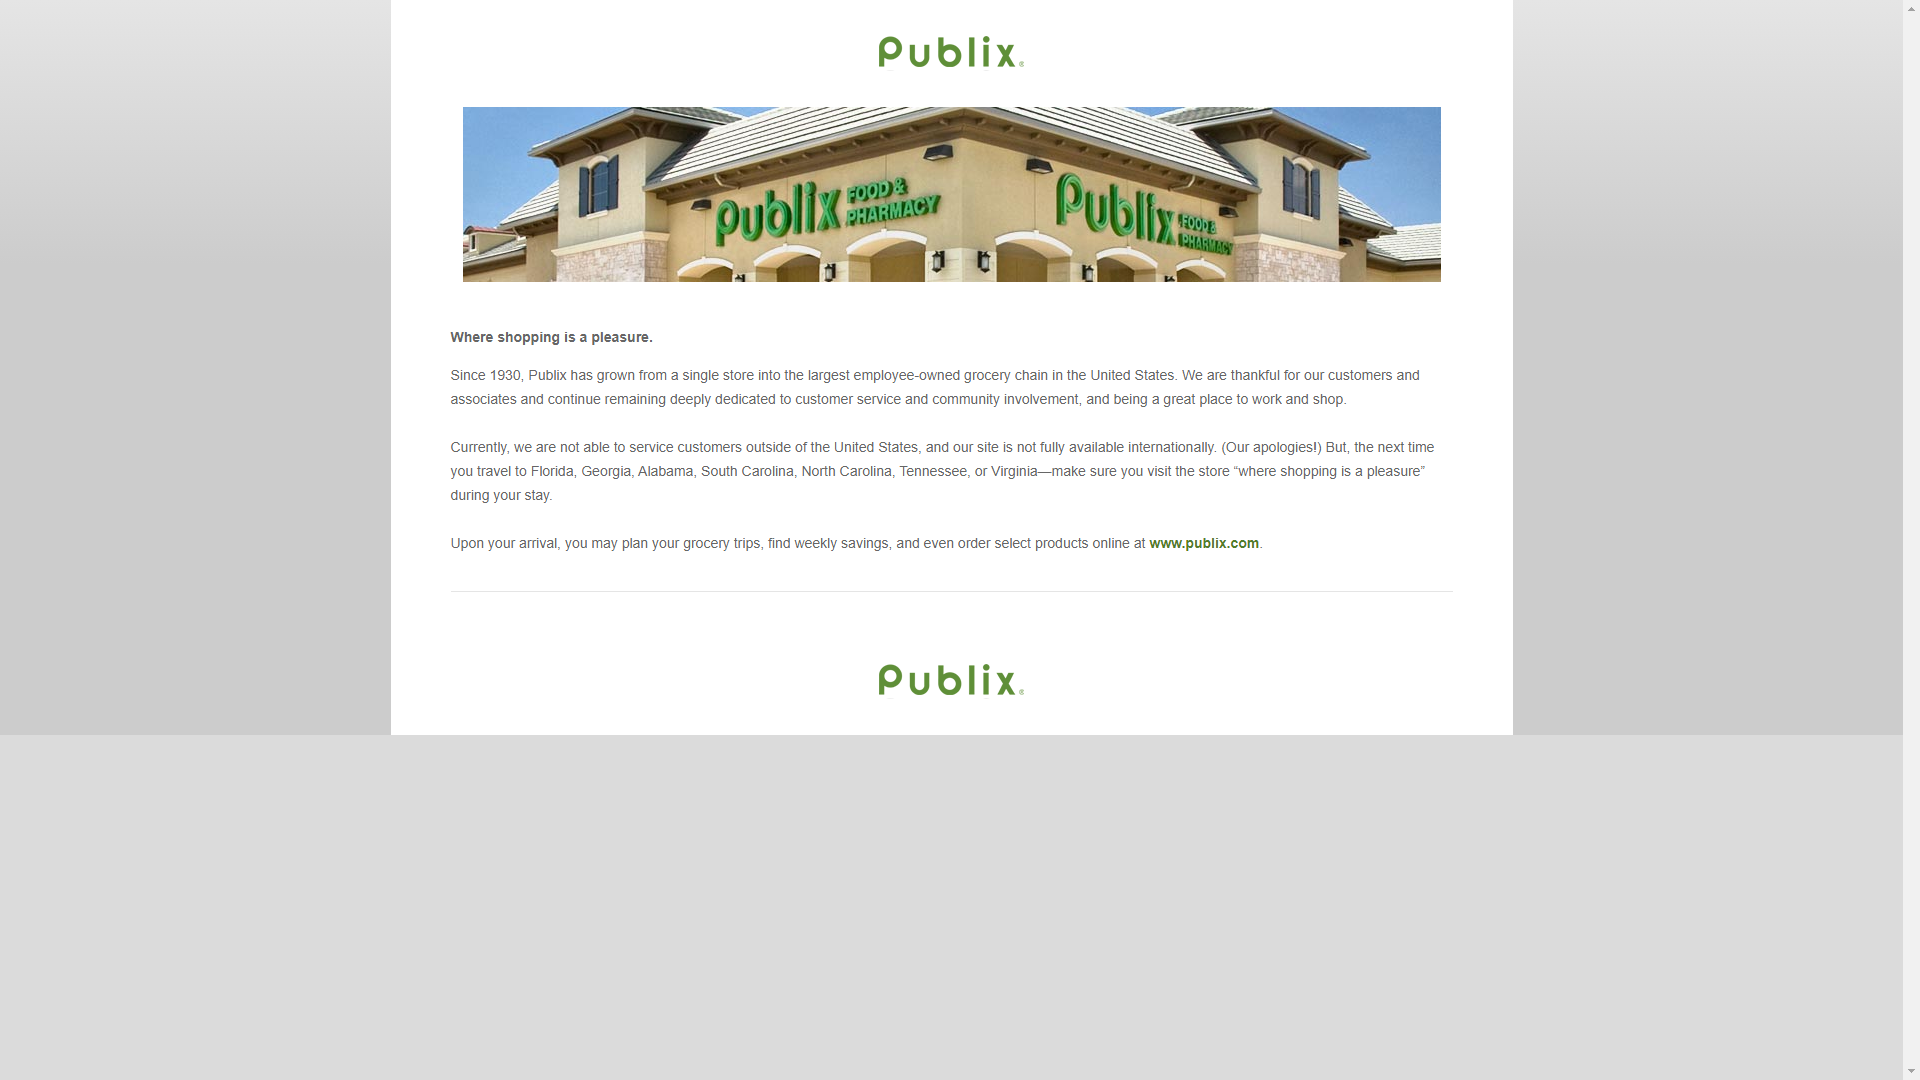 Publix®
Publix FOOD & PHARMACY
Publix FOOD & PHARMACY
Where shopping is a pleasure.
Since 1930, Publix has grown from a single store into the largest employee-owned grocery chain in the United States. We are thankful for our customers and
associates and continue remaining deeply dedicated to customer service and community involvement, and being a great place to work and shop.
Currently, we are not able to service customers outside of the United States, and our site is not fully available internationally. (Our apologies!) But, the next time
you travel to Florida, Georgia, Alabama, South Carolina, North Carolina, Tennessee, or Virginia—make sure you visit the store “where shopping is a pleasure”
during your stay.
Upon your arrival, you may plan your grocery trips, find weekly savings, and even order select products online at www.publix.com.
Publix®